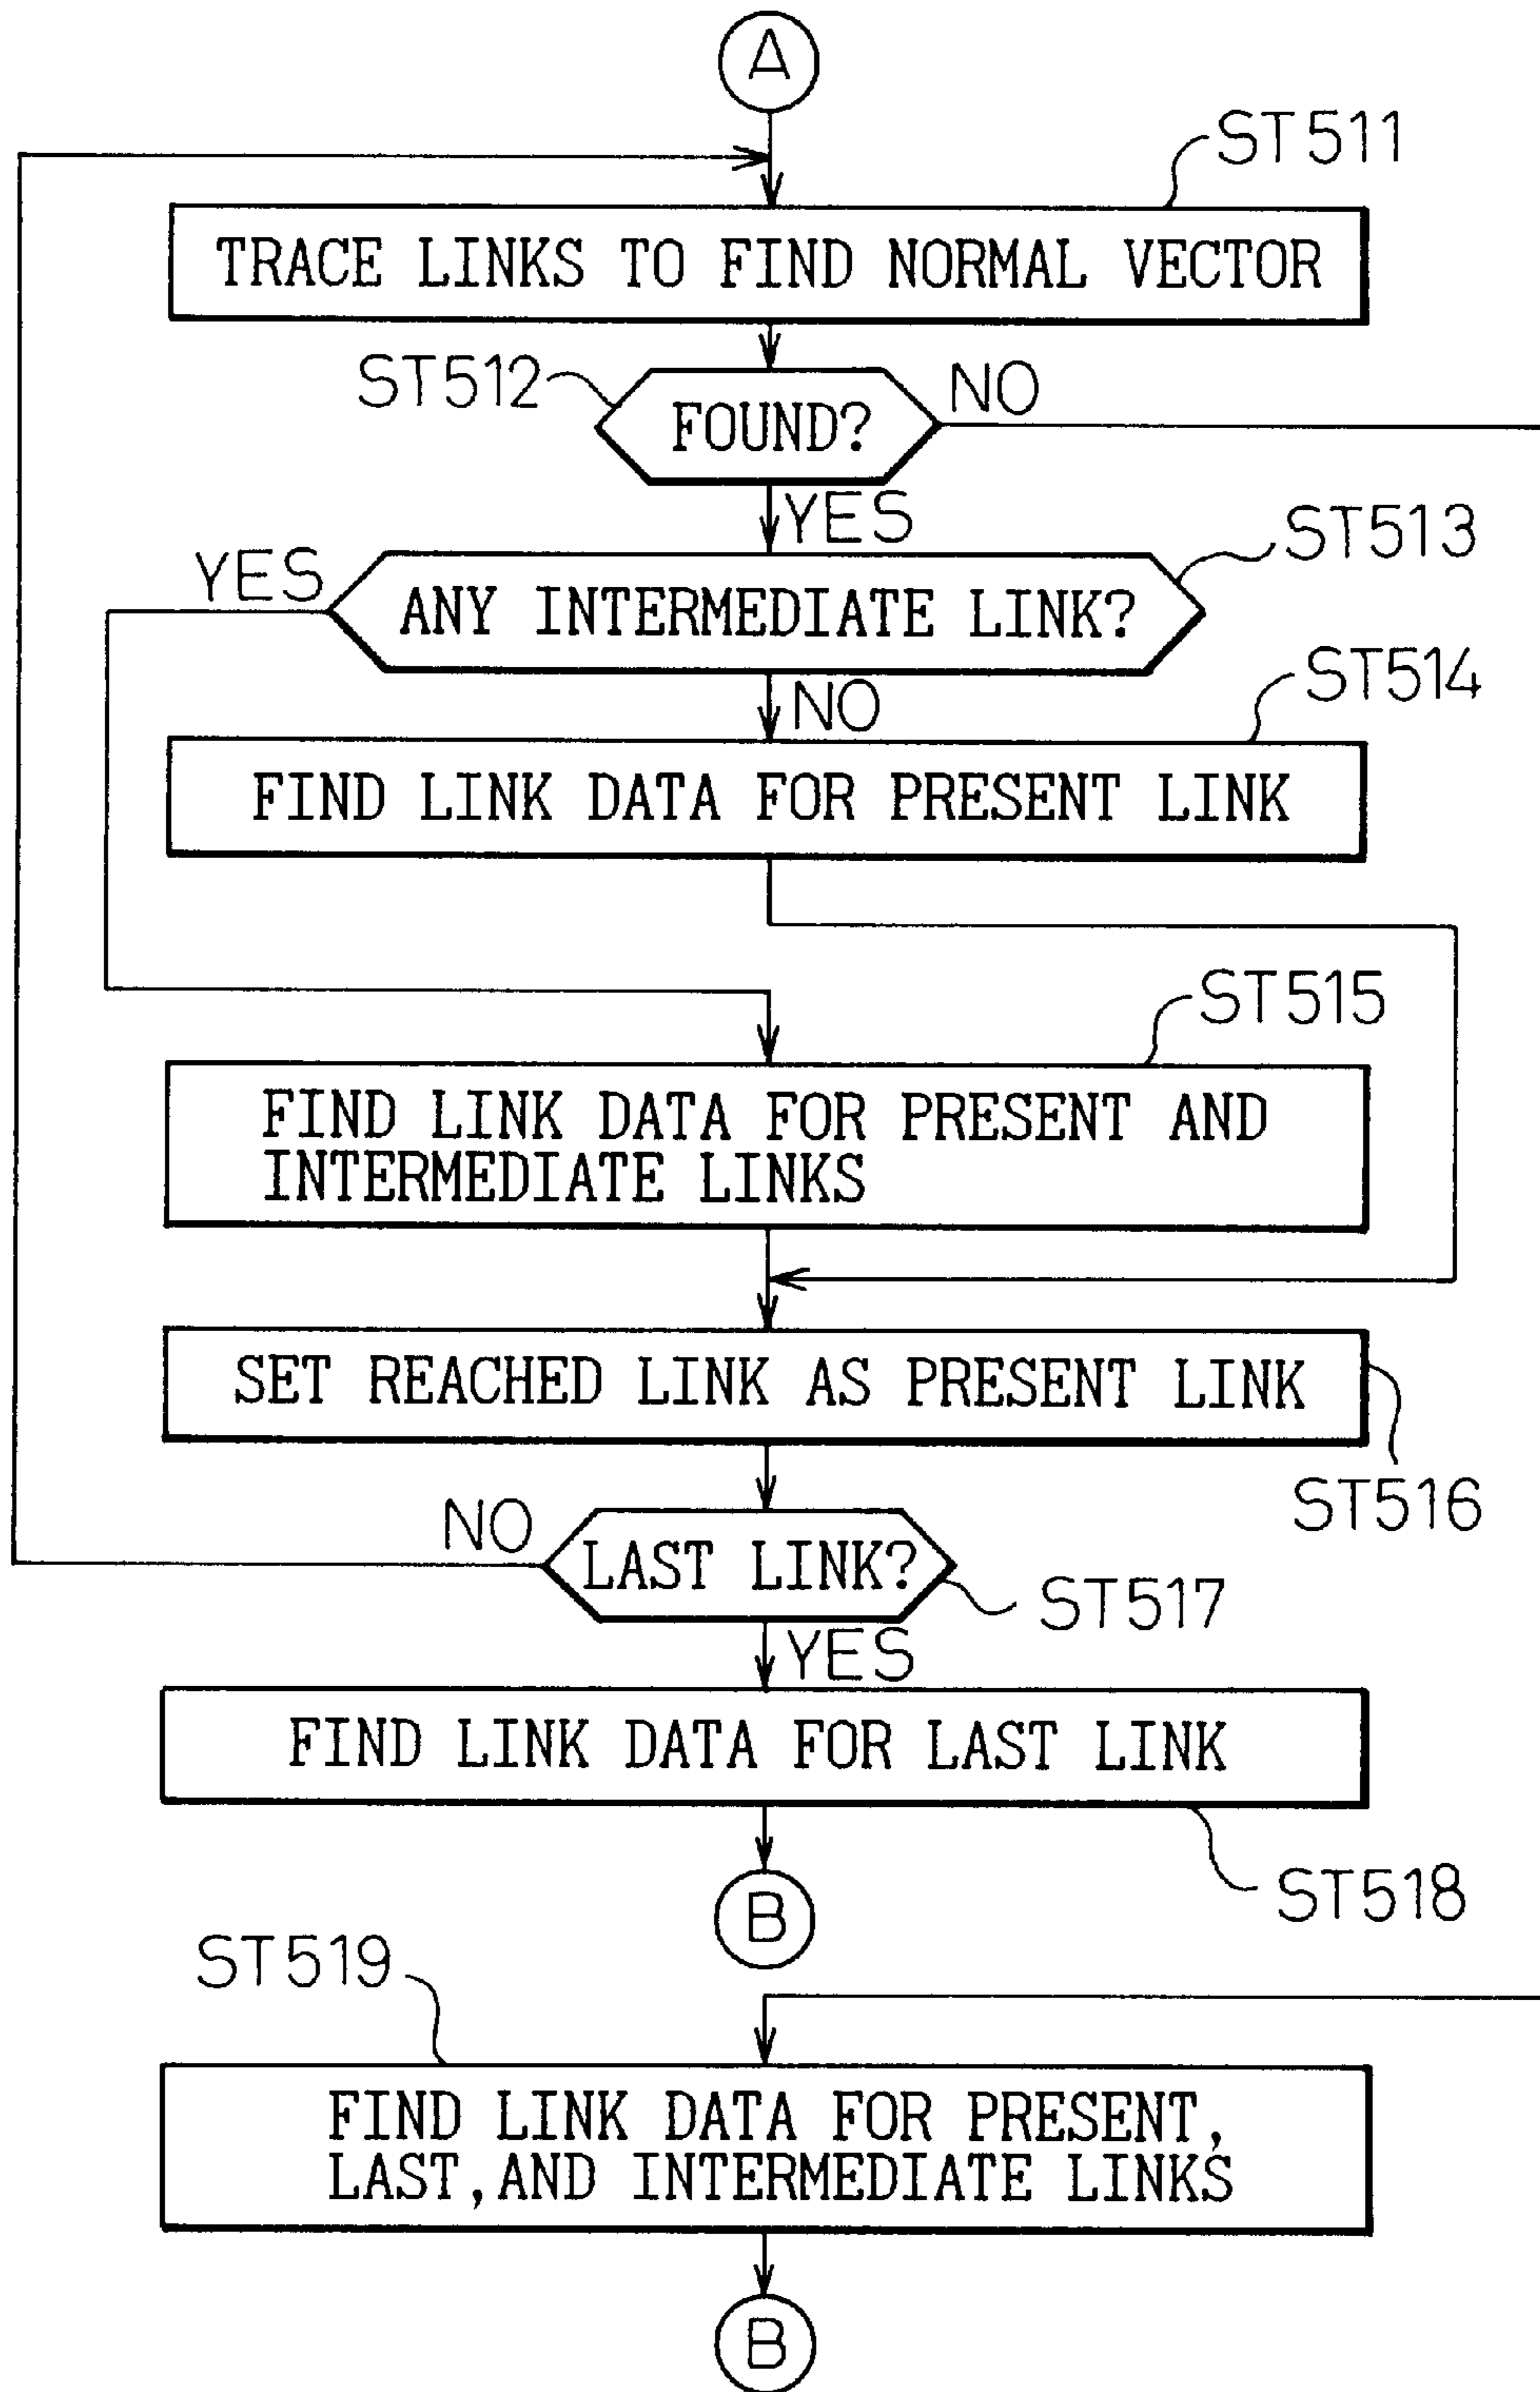 A
ST511
TRACE LINKS TO FIND NORMAL VECTOR
ST512
NO
FOUND?
YES
ST513
YES
ANY INTERMEDIATE LINK?
ST514
NO
FIND LINK DATA FOR PRESENT LINK
ST515
FIND LINK DATA FOR PRESENT AND
INTERMEDIATE LINKS
SET REACHED LINK AS PRESENT LINK
ST516
NO
LAST LINK?
ST517
YES
FIND LINK DATA FOR LAST LINK
ST518
B
ST519
FIND LINK DATA FOR PRESENT,
LAST, AND INTERMEDIATE LINKS
B